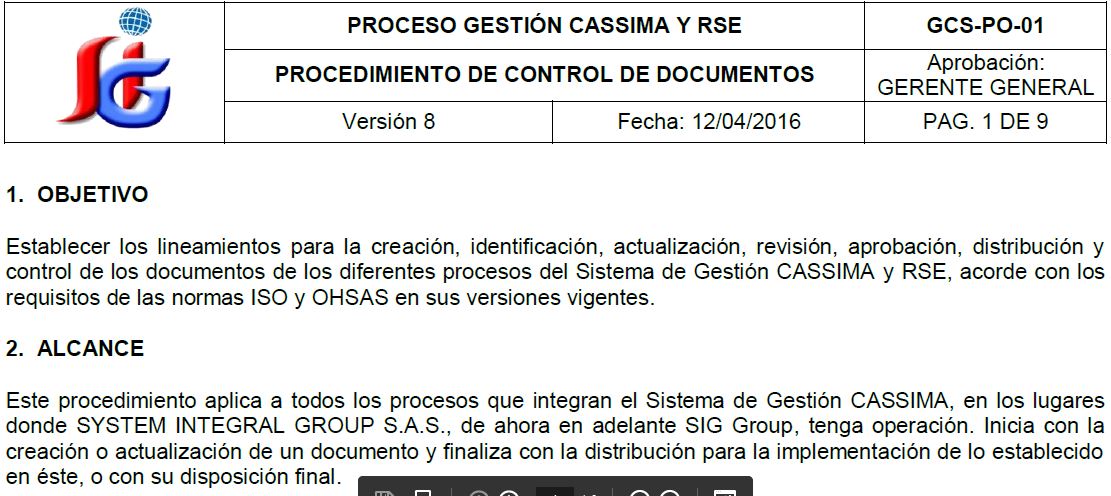 PROCESO GESTIÓN CASSIMA Y RSE
GCS-PO-01
PROCEDIMIENTO DE CONTROL DE DOCUMENTOS
Aprobación:
GERENTE GENERAL
Versión 8
Fecha: 12/04/2016
PAG. 1 DE 9
1. OBJETIVO
Establecer los lineamientos para la creación, identificación, actualización, revisión, aprobación, distribución y
control de los documentos de los diferentes procesos del Sistema de Gestión CASSIMA y RSE, acorde con los
requisitos de las normas ISO y OHSAS en sus versiones vigentes.
2. ALCANCE
Este procedimiento aplica a todos los procesos que integran el Sistema de Gestión CASSIMA, en los lugares
donde SYSTEM INTEGRAL GROUP S.A.S., de ahora en adelante SIG Group, tenga operación. Inicia con la
creación o actualización de un documento y finaliza con la distribución para la implementación de lo establecido
en éste, o con su disposición final.